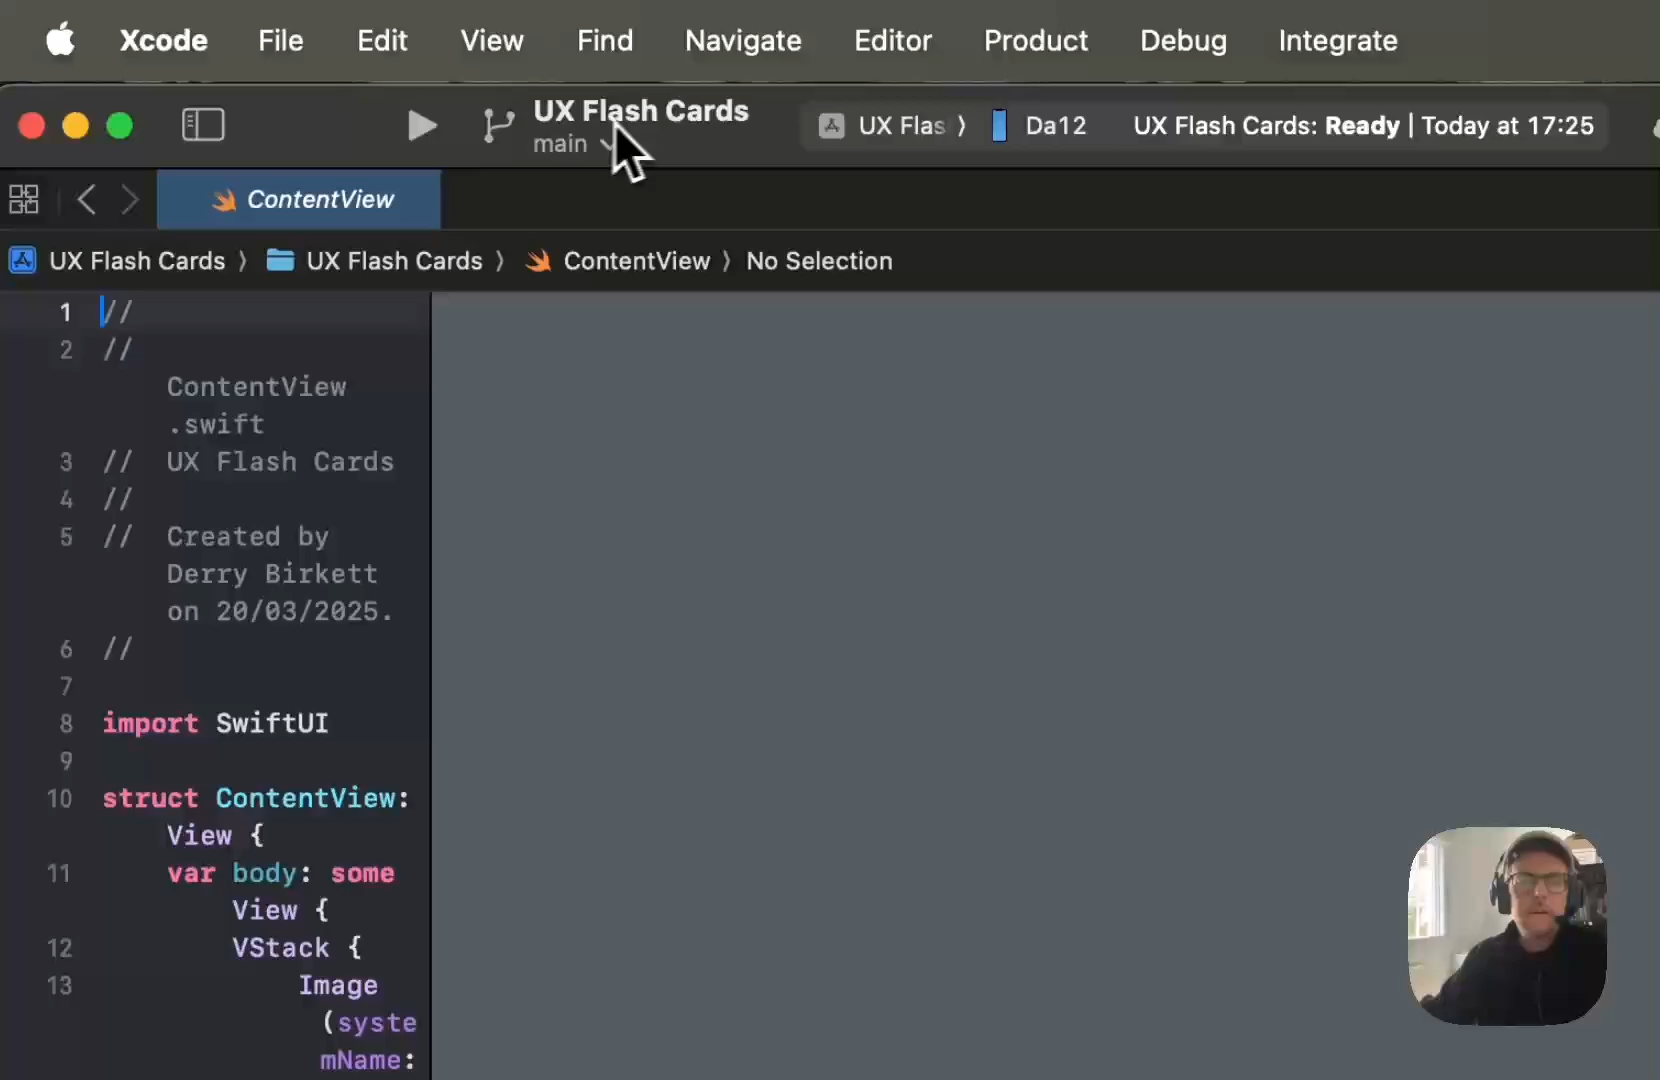 Xcode File Edit View Find Navigate Editor Product Debug Integrate
UX Flash Cards
main
UX Flas 〉 Da12 UX Flash Cards: Ready | Today at 17:25
ContentView
UX Flash Cards 〉 UX Flash Cards 〉 ContentView 〉 No Selection
1 //
2 //
ContentView
.swift
3 // UX Flash Cards
4 //
5 // Created by
Derry Birkett
on 20/03/2025.
6 //
7
8 import SwiftUI
9
10 struct ContentView:
View {
11 var body: some
View {
12 VStack {
13 Image
(syste
mName: